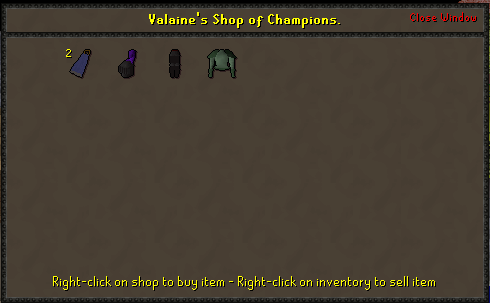 Valaine's Shop of Champions.
Close Window
2
Right-click on shop to buy item - Right-click on inventory to sell item